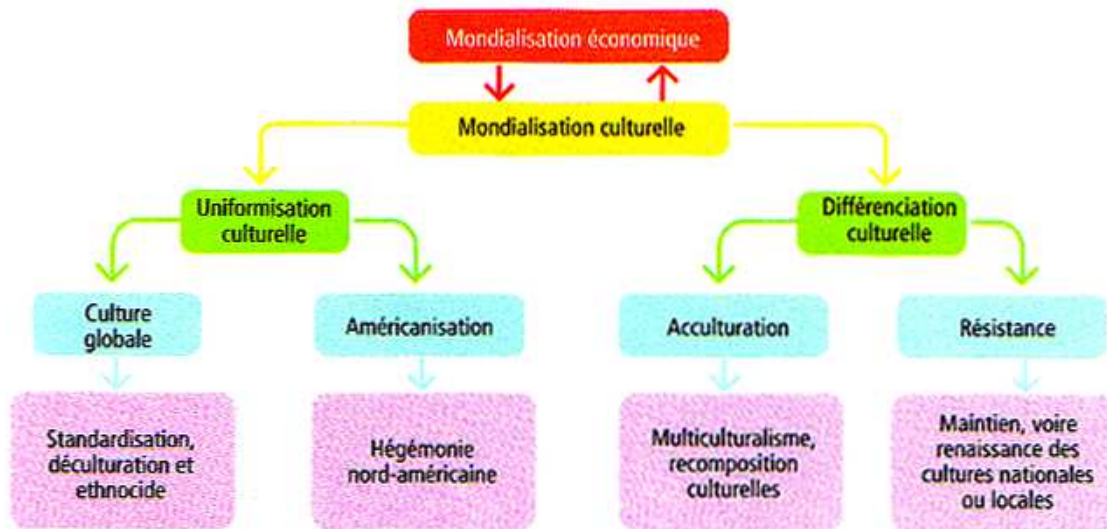 Mondialisation économique
Mondialisation culturelle
Uniformisation
culturelle
Différenciation
culturelle
Culture
globale
Américanisation
Acculturation
Résistance
Standardisation,
déculturation et
ethnocide
Hégémonie
nord-américaine
Multiculturalisme,
recomposition
culturelles
Maintien, voire
renaissance des
cultures nationales
ou locales